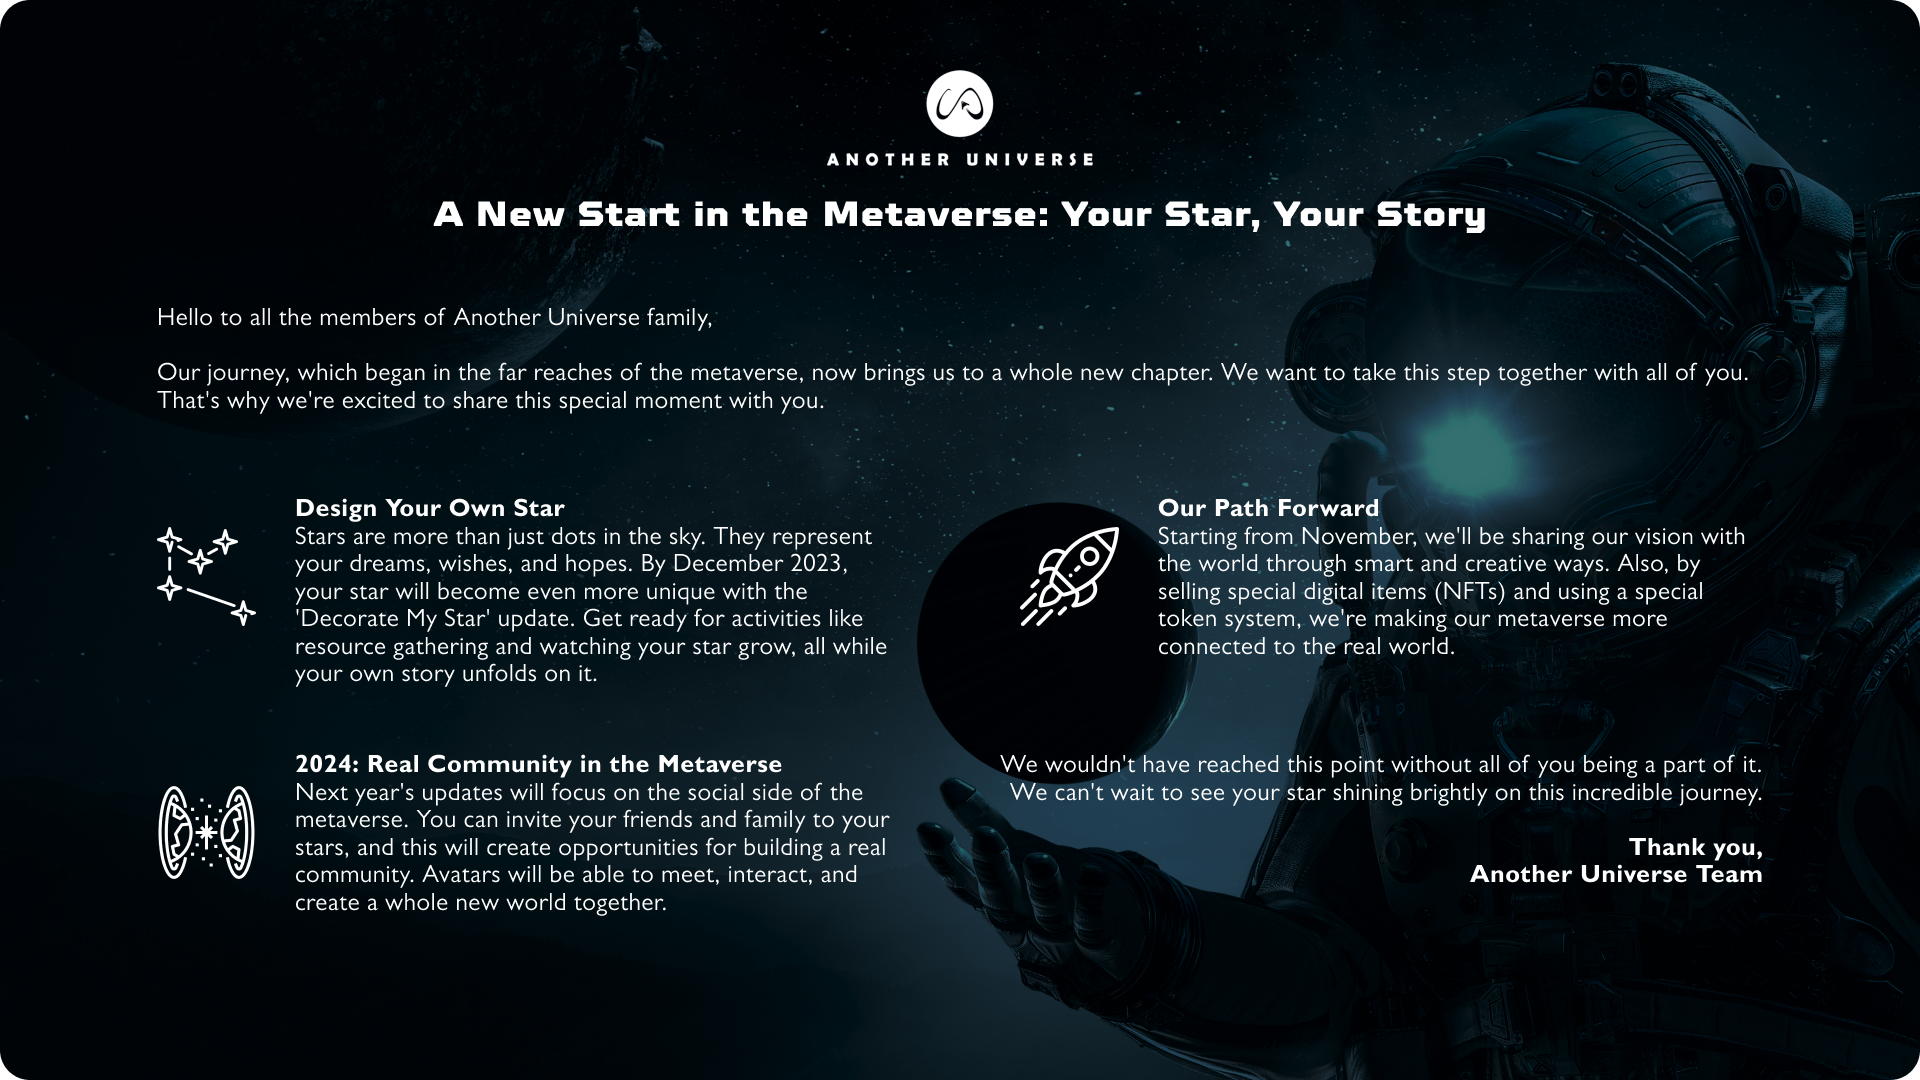 ANOTHER UNIVERSE
A New Start in the Metaverse: Your Star, Your Story
Hello to all the members of Another Universe family,
Our journey, which began in the far reaches of the metaverse, now brings us to a whole new chapter. We want to take this step together with all of you.
That's why we're excited to share this special moment with you.
Design Your Own Star
Stars are more than just dots in the sky. They represent
your dreams, wishes, and hopes. By December 2023,
your star will become even more unique with the
'Decorate My Star' update. Get ready for activities like
resource gathering and watching your star grow, all while
your own story unfolds on it.
Our Path Forward
Starting from November, we'll be sharing our vision with
the world through smart and creative ways. Also, by
selling special digital items (NFTs) and using a special
token system, we're making our metaverse more
connected to the real world.
2024: Real Community in the Metaverse
Next year's updates will focus on the social side of the
metaverse. You can invite your friends and family to your
stars, and this will create opportunities for building a real
community. Avatars will be able to meet, interact, and
create a whole new world together.
We wouldn't have reached this point without all of you being a part of it.
We can't wait to see your star shining brightly on this incredible journey.
Thank you,
Another Universe Team